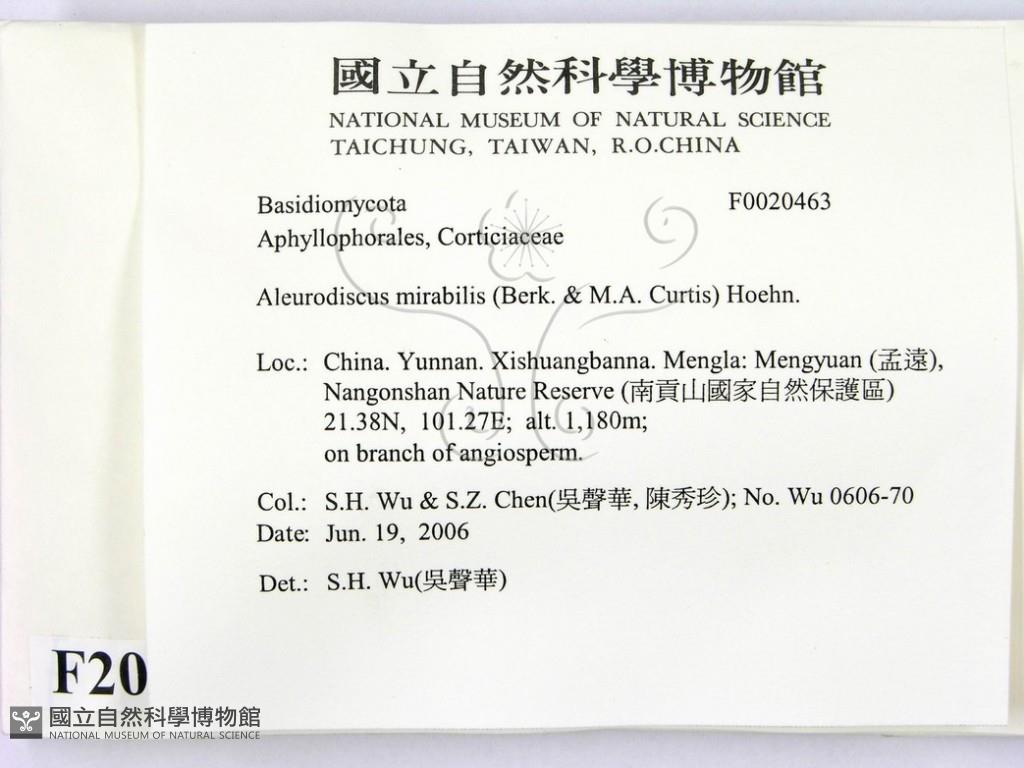 國立自然科學博物館
NATIONAL MUSEUM OF NATURAL SCIENCE
TAICHUNG, TAIWAN, R.O.CHINA
Basidiomycota F0020463
Aphyllophorales, Corticiaceae
Aleurodiscus mirabilis (Berk. & M.A. Curtis) Hoehn.
Loc.: China. Yunnan. Xishuangbanna. Mengla: Mengyuan (孟遠),
Nangonshan Nature Reserve (南貢山國家自然保護區)
21.38N, 101.27E; alt. 1,180m;
on branch of angiosperm.
Col.: S.H. Wu & S.Z. Chen(吳聲華, 陳秀珍); No. Wu 0606-70
Date: Jun. 19, 2006
Det.: S.H. Wu(吳聲華)
F20
國立自然科學博物館
NATIONAL MUSEUM OF NATURAL SCIENCE